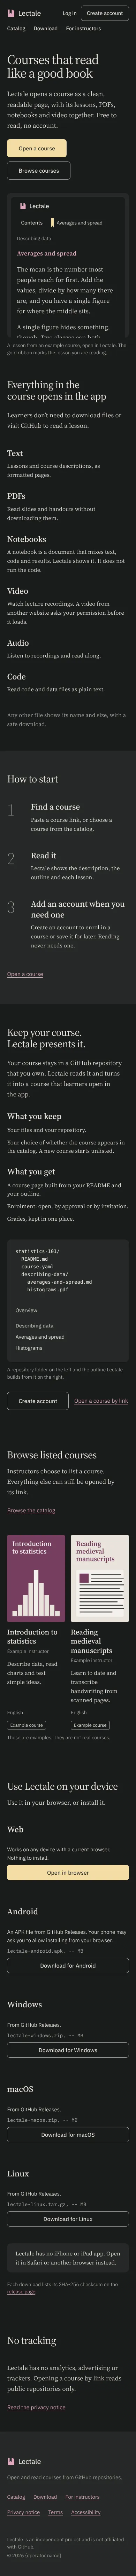 Lectale
Log in
Create account
Catalog
Download
For instructors
Courses that read
like a good book
Lectale opens a course as a clean,
readable page, with its lessons, PDFs,
notebooks and video together. Free to
read, no account.
Open a course
Browse courses
Lectale
Contents
Averages and spread
Describing data
Averages and spread
The mean is the number most
people reach for first. Add the
values, divide by how many there
are, and you have a single figure
for where the middle sits.
A single figure hides something,
A lesson from an example course, open in Lectale. The
gold ribbon marks the lesson you are reading.
Everything in the
course opens in the app
Learners don't need to download files or
visit GitHub to read a lesson.
Text
Lessons and course descriptions, as
formatted pages.
PDFs
Read slides and handouts without
downloading them.
Notebooks
A notebook is a document that mixes text,
code and results. Lectale shows it. It does not
run the code.
Video
Watch lecture recordings. A video from
another website asks your permission before
it loads.
Audio
Listen to recordings and read along.
Code
Read code and data files as plain text.
Any other file shows its name and size, with a
safe download.
How to start
1
Find a course
Paste a course link, or choose a
course from the catalog.
2
Read it
Lectale shows the description, the
outline and each lesson.
3
Add an account when you
need one
Create an account to enrol in a
course or save it for later. Reading
never needs one.
Open a course
Keep your course.
Lectale presents it.
Your course stays in a GitHub repository
you own. Lectale reads it and turns
it into a course that learners open in
the app.
What you keep
Your files and your repository.
Your choice of whether the course appears in
the catalog. A new course starts unlisted.
What you get
A course page built from your README and
your outline.
Enrolment: open, by approval or by invitation.
Grades, kept in one place.
statistics-101/
README.md
course.yaml
describing-data/
averages-and-spread.md
histograms.pdf
Overview
Describing data
Averages and spread
Histograms
A repository folder on the left and the outline Lectale
builds from it on the right.
Create account
Open a course by link
Browse listed courses
Instructors choose to list a course.
Everything else can still be opened by
its link.
Browse the catalog
Introduction
to statistics
Reading
medieval
manuscripts
Introduction to
statistics
Example instructor
Describe data, read
charts and test
simple ideas.
English
Example course
Reading
medieval
manuscripts
Example instructor
Learn to date and
transcribe
handwriting from
scanned pages.
English
Example course
These are examples. They are not real courses.
Use Lectale on your device
Use it in your browser, or install it.
Web
Works on any device with a current browser.
Nothing to install.
Open in browser
Android
An APK file from GitHub Releases. Your phone may
ask you to allow installing from your browser.
lectale-android.apk, -- MB
Download for Android
Windows
From GitHub Releases.
lectale-windows.zip, -- MB
Download for Windows
macOS
From GitHub Releases.
lectale-macos.zip, -- MB
Download for macOS
Linux
From GitHub Releases.
lectale-linux.tar.gz, -- MB
Download for Linux
Lectale has no iPhone or iPad app. Open
it in Safari or another browser instead.
Each download lists its SHA-256 checksum on the
release page.
No tracking
Lectale has no analytics, advertising or
trackers. Opening a course by link reads
public repositories only.
Read the privacy notice
Lectale
Open and read courses from GitHub repositories.
Catalog
Download
For instructors
Privacy notice
Terms
Accessibility
Lectale is an independent project and is not affiliated
with GitHub.
© 2026 (operator name)